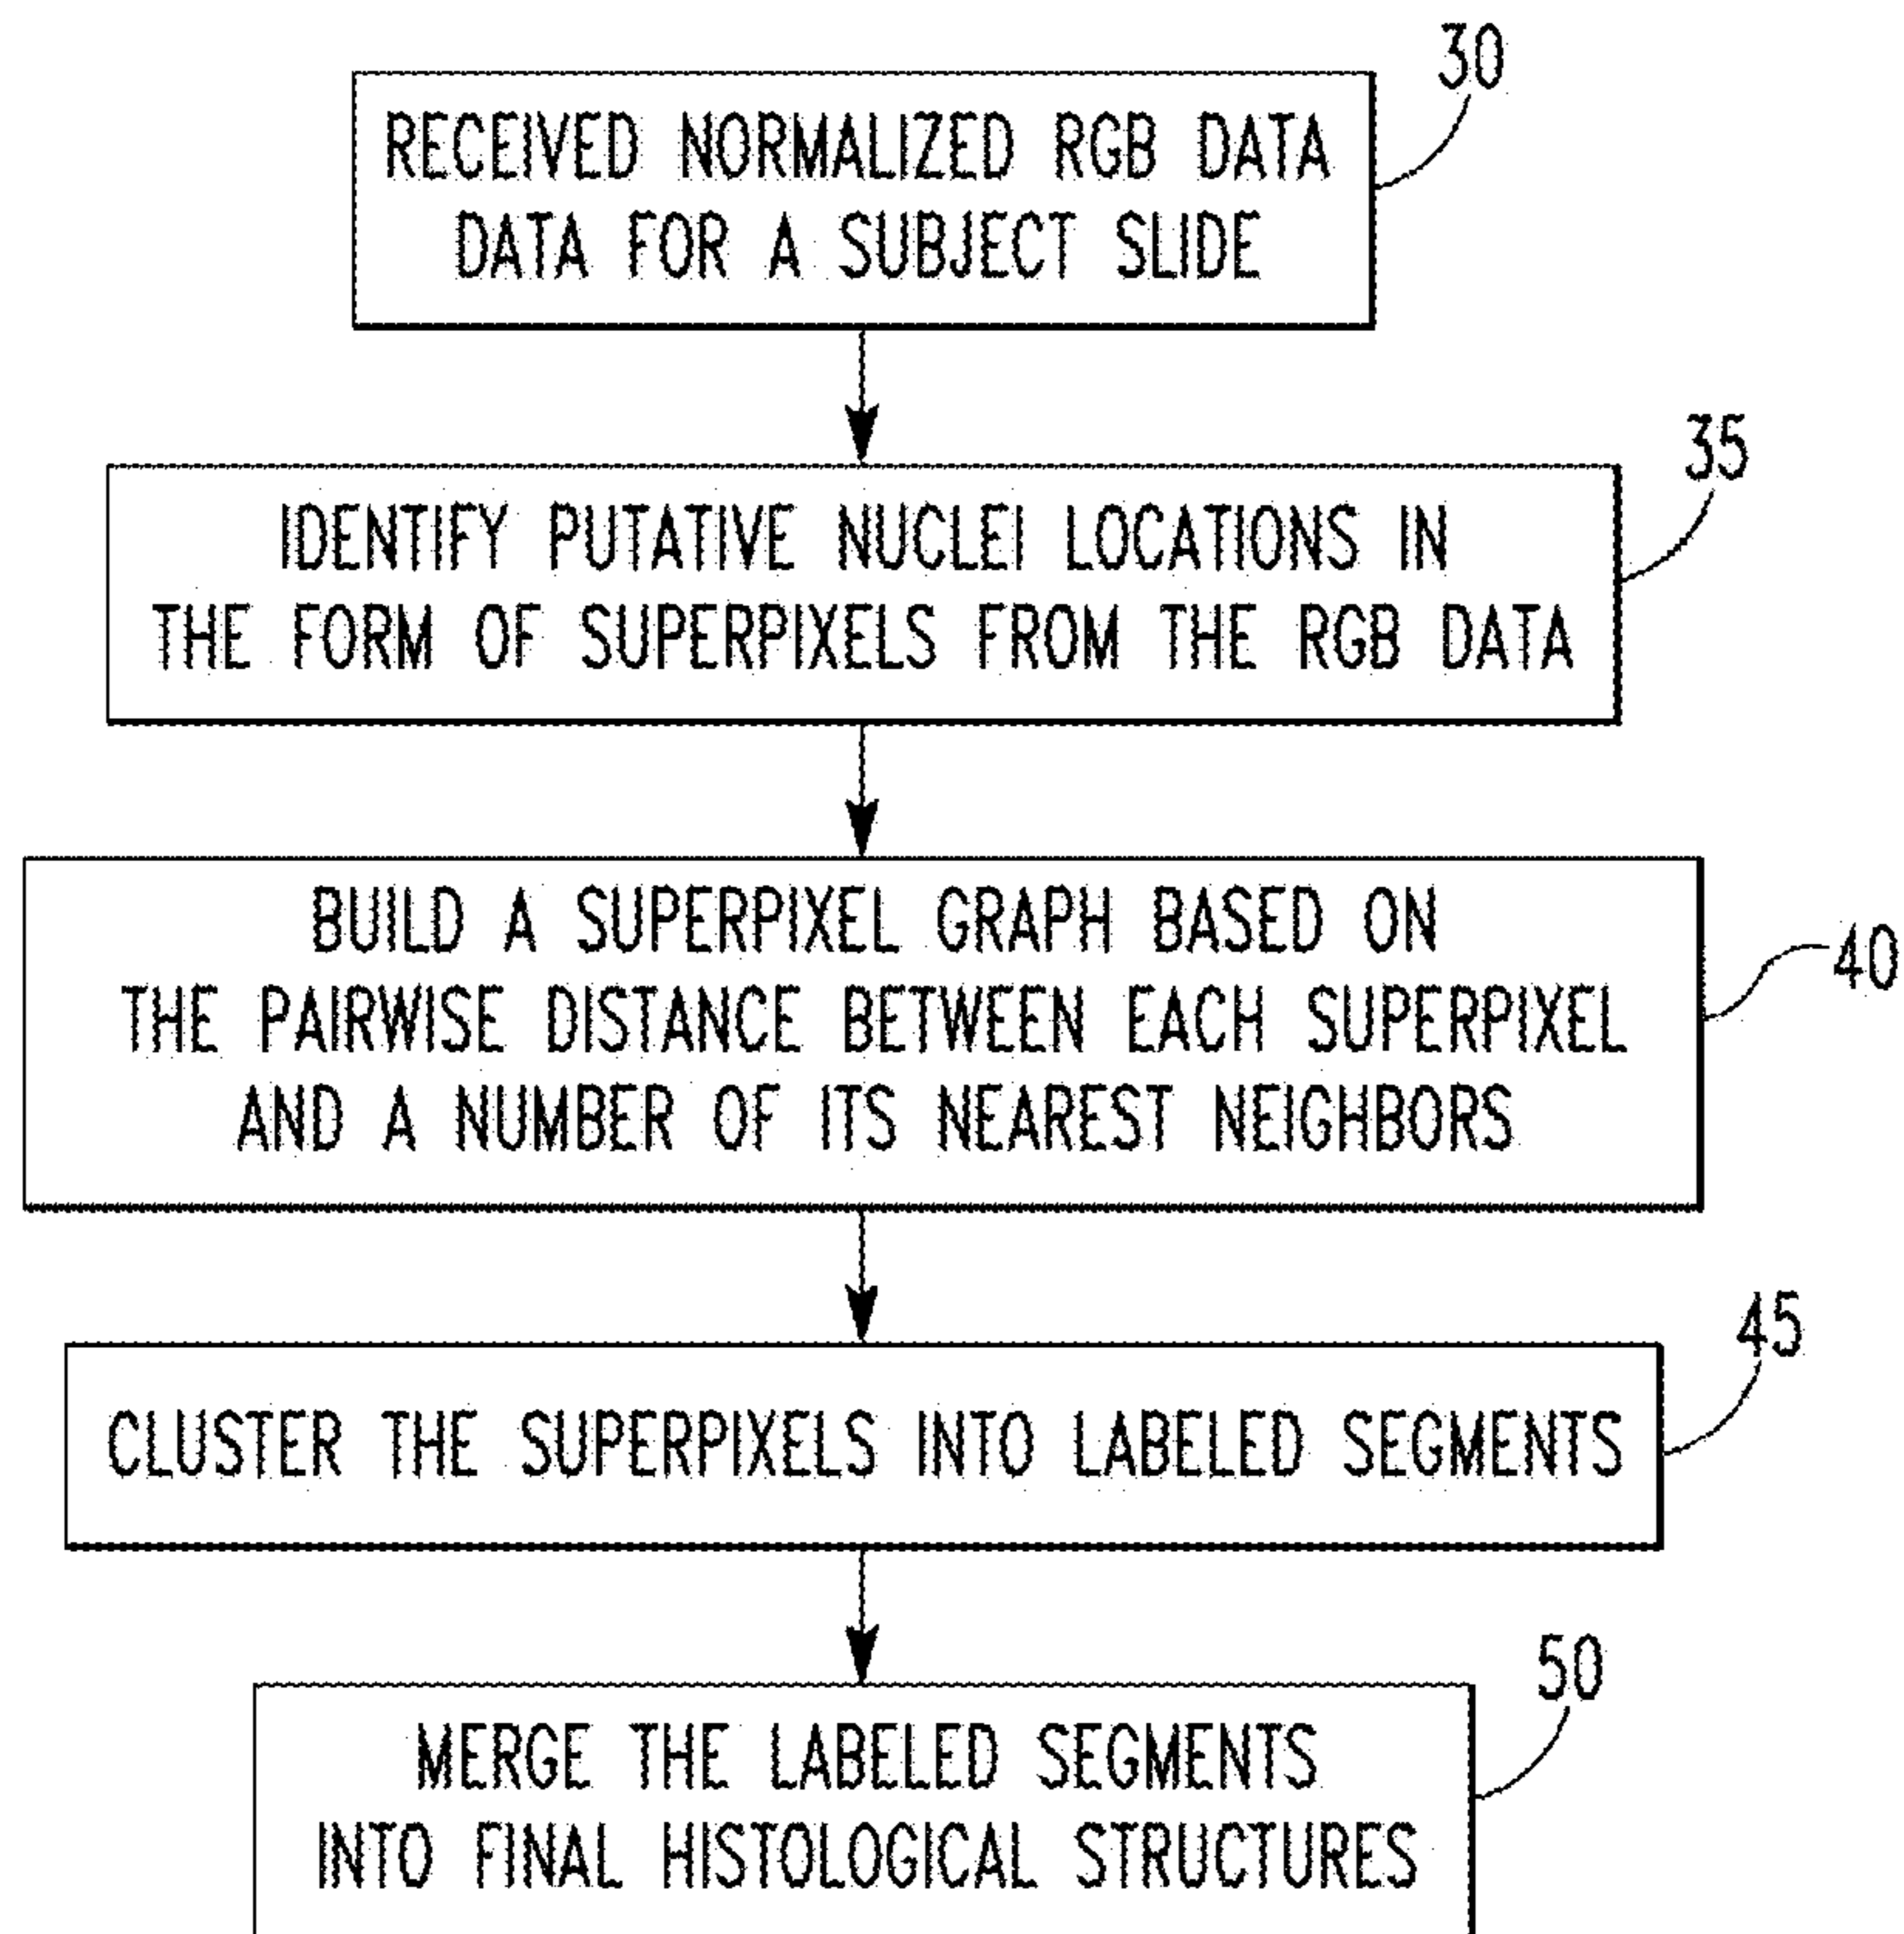 30
RECEIVED NORMALIZED RGB DATA
DATA FOR A SUBJECT SLIDE
35
IDENTIFY PUTATIVE NUCLEI LOCATIONS IN
THE FORM OF SUPERPIXELS FROM THE RGB DATA
BUILD A SUPERPIXEL GRAPH BASED ON
THE PAIRWISE DISTANCE BETWEEN EACH SUPERPIXEL
AND A NUMBER OF ITS NEAREST NEIGHBORS
40
45
CLUSTER THE SUPERPIXELS INTO LABELED SEGMENTS
50
MERGE THE LABELED SEGMENTS
INTO FINAL HISTOLOGICAL STRUCTURES